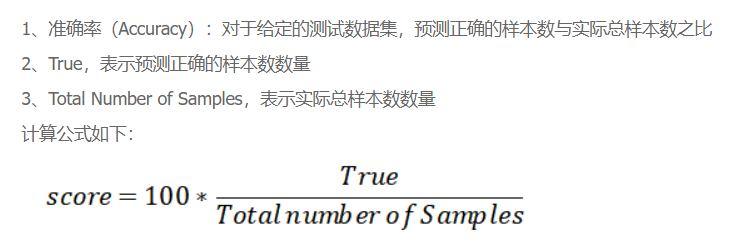 1、准确率（Accuracy）：对于给定的测试数据集，预测正确的样本数与实际总样本数之比
2、True，表示预测正确的样本数数量
3、Total Number of Samples，表示实际总样本数数量
计算公式如下：
score = 100 * True / Total number of Samples